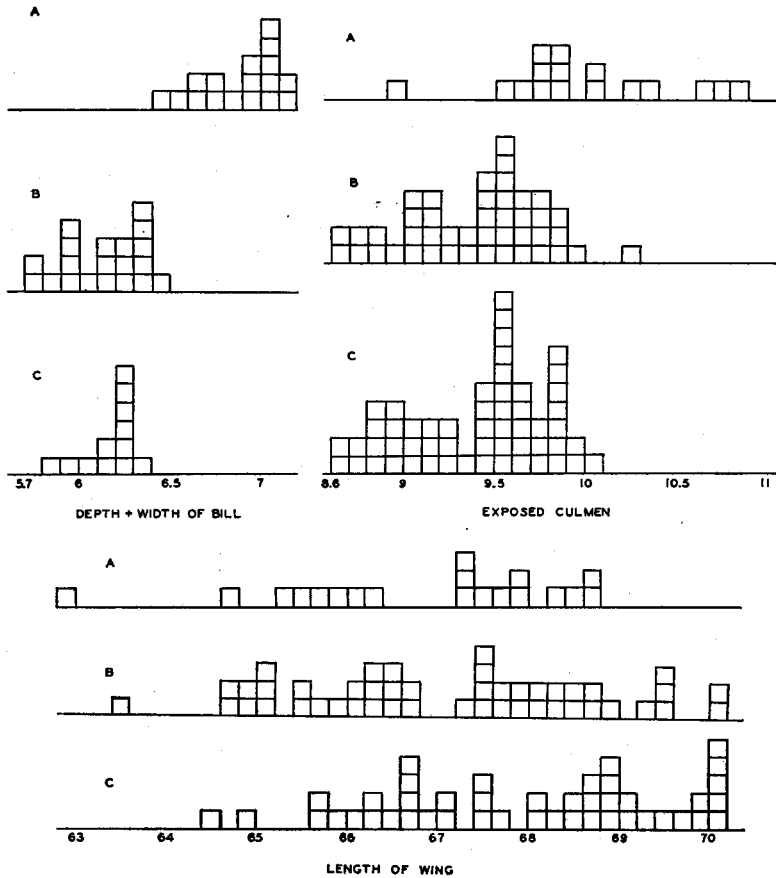 A
A
B
B
C
C
5.7 6 6.5 7
8.6 9 9.5 10 10.5 11
DEPTH + WIDTH OF BILL
EXPOSED CULMEN
A
B
C
63 64 65 66 67 68 69 70
LENGTH OF WING